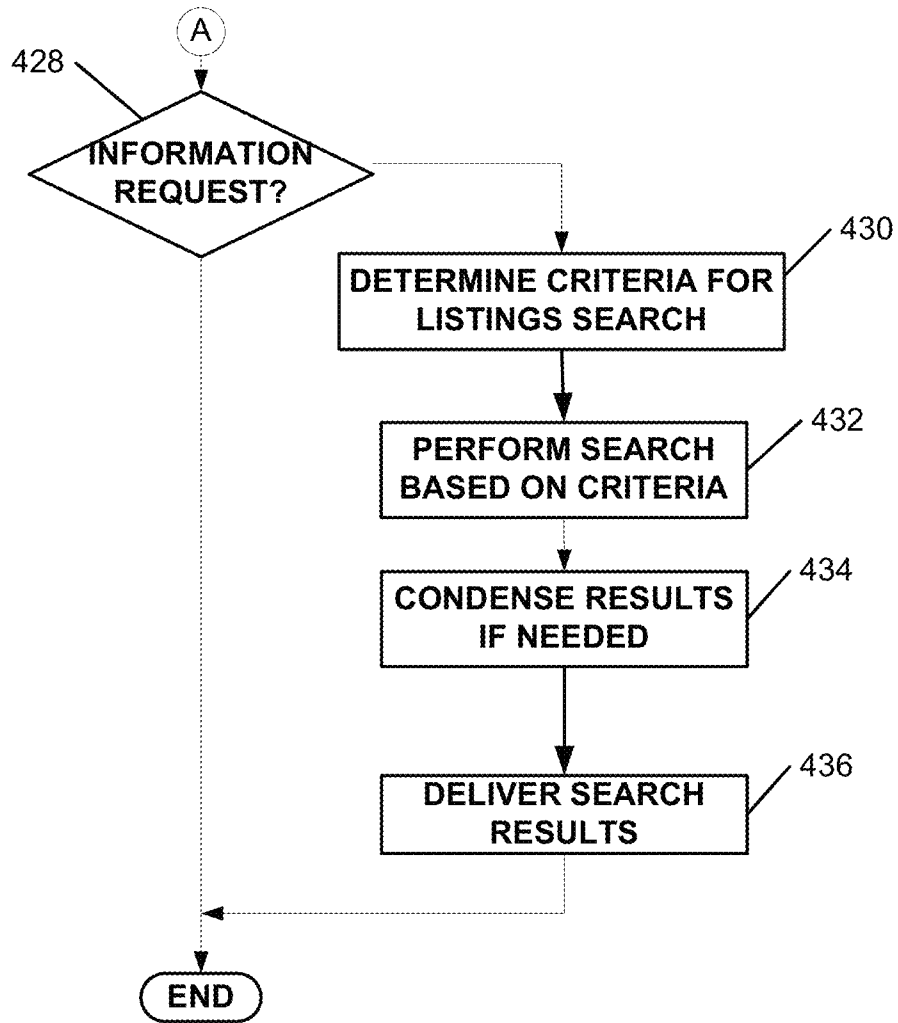 A
428
INFORMATION
REQUEST?
430
DETERMINE CRITERIA FOR
LISTINGS SEARCH
432
PERFORM SEARCH
BASED ON CRITERIA
434
CONDENSE RESULTS
IF NEEDED
436
DELIVER SEARCH
RESULTS
END